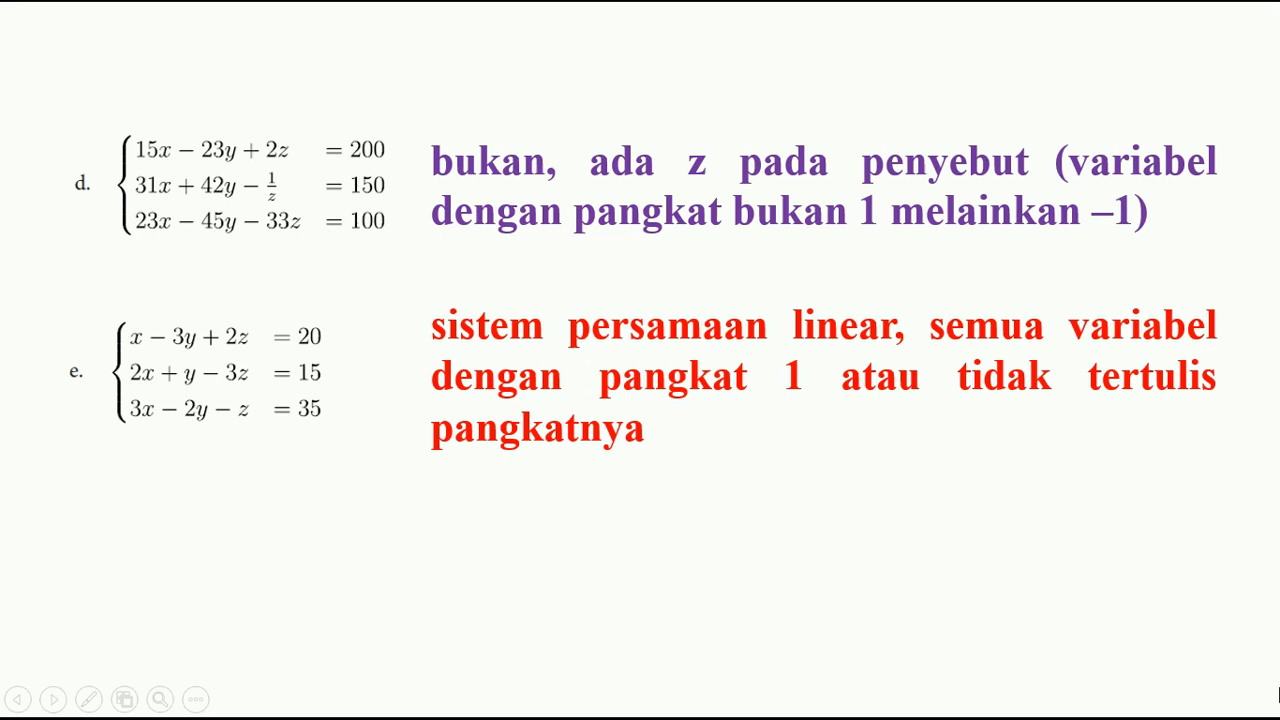 d. 15x − 23y + 2z = 200
31x + 42y − 1/z = 150
23x − 45y − 33z = 100
bukan, ada z pada penyebut (variabel
dengan pangkat bukan 1 melainkan –1)
e. x − 3y + 2z = 20
2x + y − 3z = 15
3x − 2y − z = 35
sistem persamaan linear, semua variabel
dengan pangkat 1 atau tidak tertulis
pangkatnya